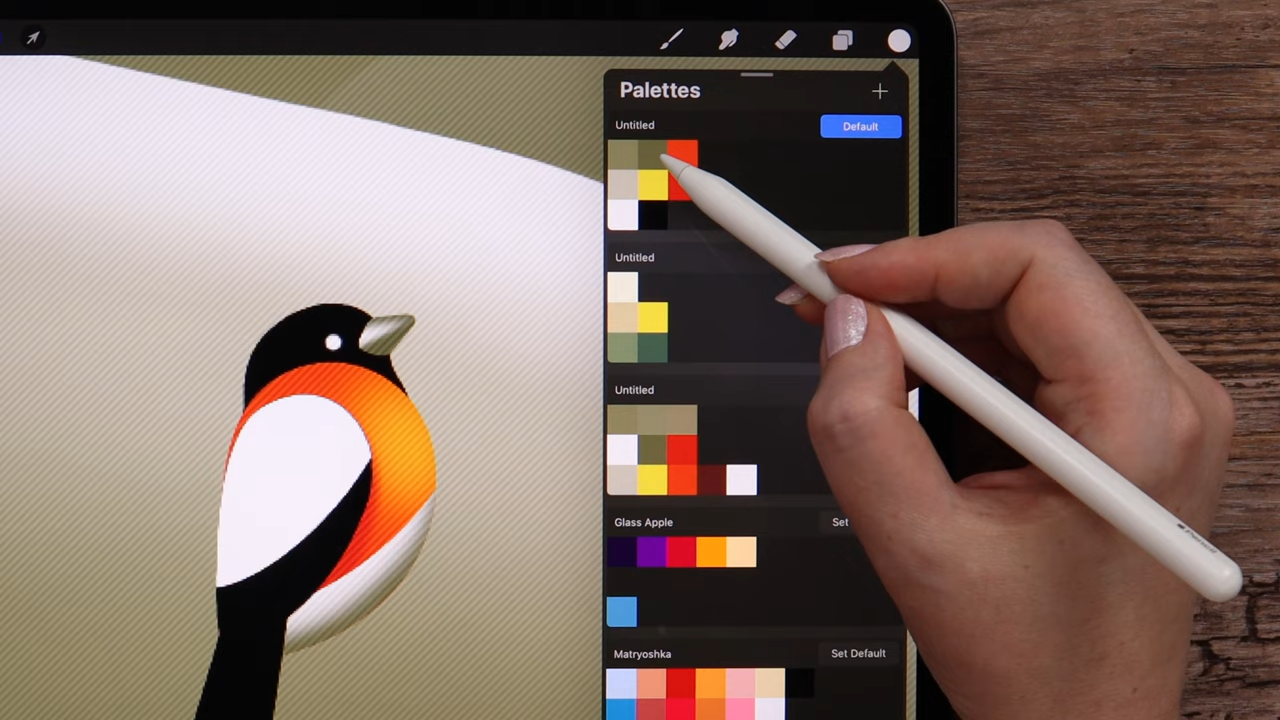 Palettes
Untitled
Default
Untitled
Untitled
Glass Apple
Set
Matryoshka
Set Default